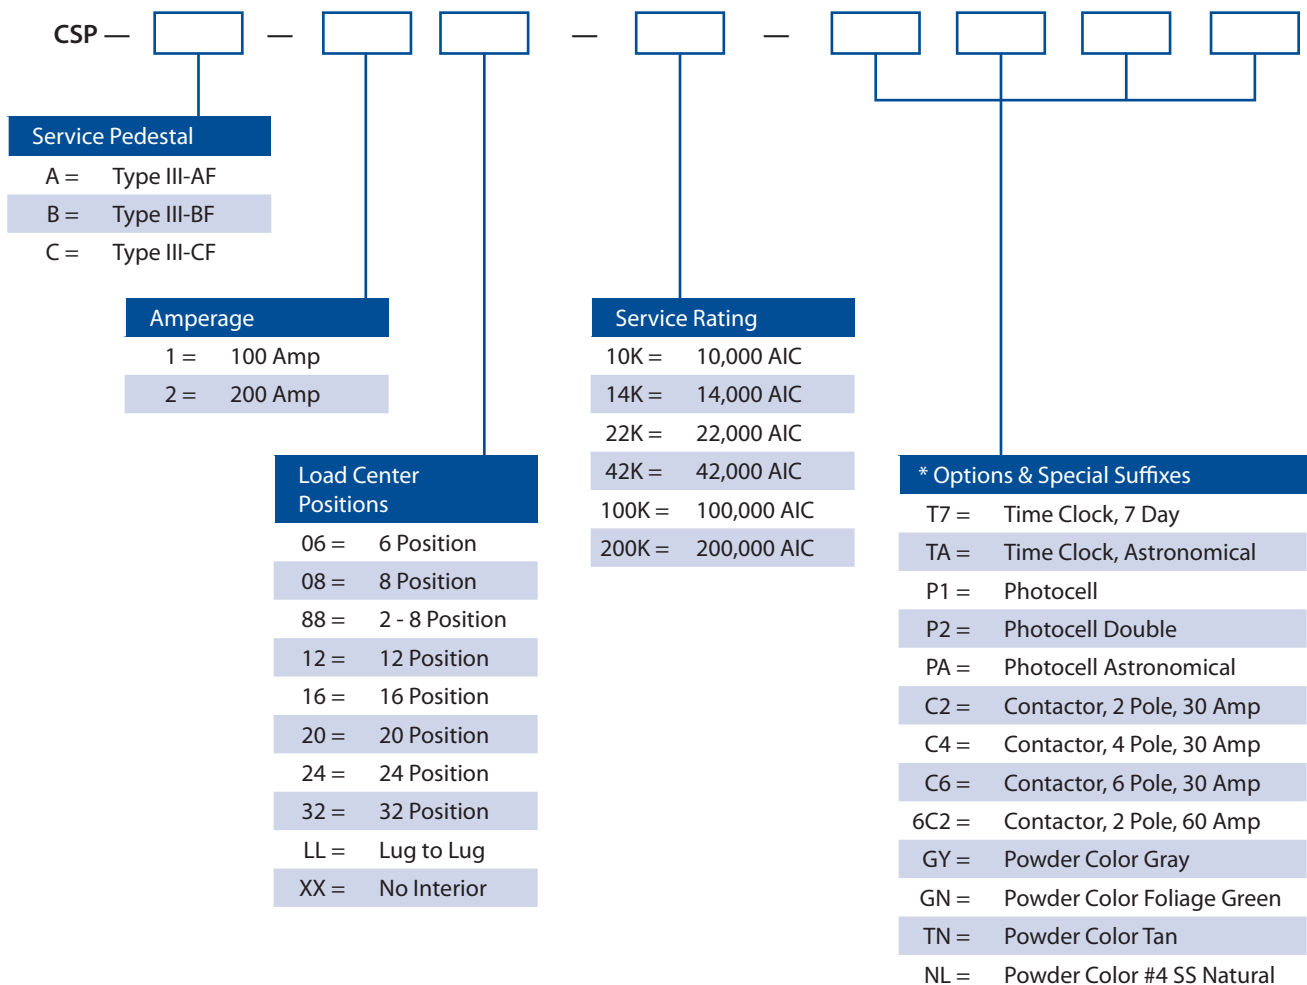 CSP — — — —
Service Pedestal
A = Type III-AF
B = Type III-BF
C = Type III-CF
Amperage
1 = 100 Amp
2 = 200 Amp
Load Center
Positions
06 = 6 Position
08 = 8 Position
88 = 2 - 8 Position
12 = 12 Position
16 = 16 Position
20 = 20 Position
24 = 24 Position
32 = 32 Position
LL = Lug to Lug
XX = No Interior
Service Rating
10K = 10,000 AIC
14K = 14,000 AIC
22K = 22,000 AIC
42K = 42,000 AIC
100K = 100,000 AIC
200K = 200,000 AIC
* Options & Special Suffixes
T7 = Time Clock, 7 Day
TA = Time Clock, Astronomical
P1 = Photocell
P2 = Photocell Double
PA = Photocell Astronomical
C2 = Contactor, 2 Pole, 30 Amp
C4 = Contactor, 4 Pole, 30 Amp
C6 = Contactor, 6 Pole, 30 Amp
6C2 = Contactor, 2 Pole, 60 Amp
GY = Powder Color Gray
GN = Powder Color Foliage Green
TN = Powder Color Tan
NL = Powder Color #4 SS Natural